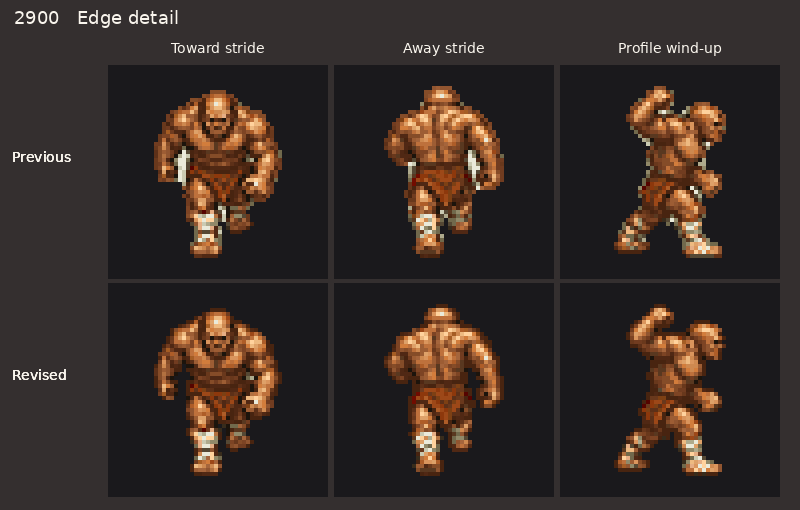 2900 Edge detail
Toward stride Away stride Profile wind-up
Previous
Revised